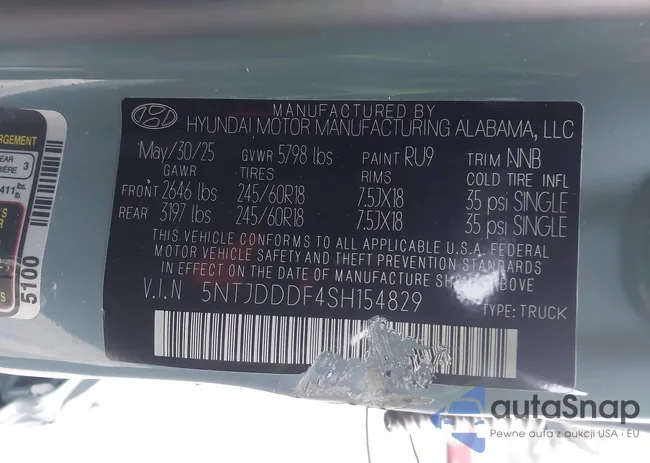 MANUFACTURED BY
HYUNDAI MOTOR MANUFACTURING ALABAMA, LLC
May/30/25 GVWR 5798 lbs PAINT RU9 TRIM NNB
GAWR TIRES RIMS COLD TIRE INFL
FRONT 2646 lbs 245/60R18 7.5JX18 35 psi SINGLE
REAR 3197 lbs 245/60R18 7.5JX18 35 psi SINGLE
THIS VEHICLE CONFORMS TO ALL APPLICABLE U.S.A. FEDERAL
MOTOR VEHICLE SAFETY AND THEFT PREVENTION STANDARDS
IN EFFECT ON THE DATE OF MANUFACTURE SHOWN ABOVE
V.I.N 5NTJDDDF4SH154829 TYPE: TRUCK
3
5100
autaSnap
Pewne auta z aukcji USA i EU